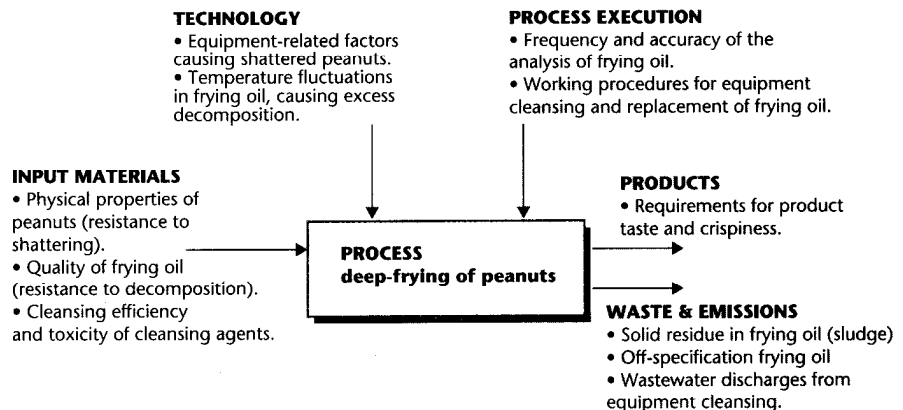 TECHNOLOGY
• Equipment-related factors
causing shattered peanuts.
• Temperature fluctuations
in frying oil, causing excess
decomposition.
PROCESS EXECUTION
• Frequency and accuracy of the
analysis of frying oil.
• Working procedures for equipment
cleansing and replacement of frying oil.
INPUT MATERIALS
• Physical properties of
peanuts (resistance to
shattering).
• Quality of frying oil
(resistance to decomposition).
• Cleansing efficiency
and toxicity of cleansing agents.
PROCESS
deep-frying of peanuts
PRODUCTS
• Requirements for product
taste and crispiness.
WASTE & EMISSIONS
• Solid residue in frying oil (sludge)
• Off-specification frying oil
• Wastewater discharges from
equipment cleansing.